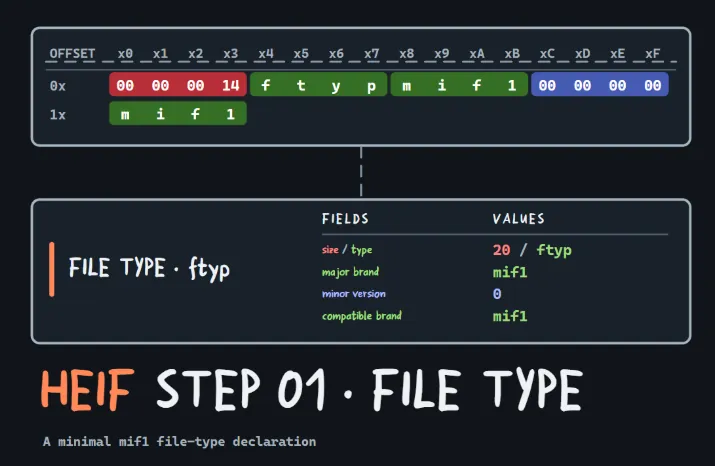 OFFSET x0 x1 x2 x3 x4 x5 x6 x7 x8 x9 xA xB xC xD xE xF
0x 00 00 00 14 f t y p m i f 1 00 00 00 00
1x m i f 1
FIELDS VALUES
FILE TYPE · ftyp
size / type 20 / ftyp
major brand mif1
minor version 0
compatible brand mif1
HEIF STEP 01 · FILE TYPE
A minimal mif1 file-type declaration